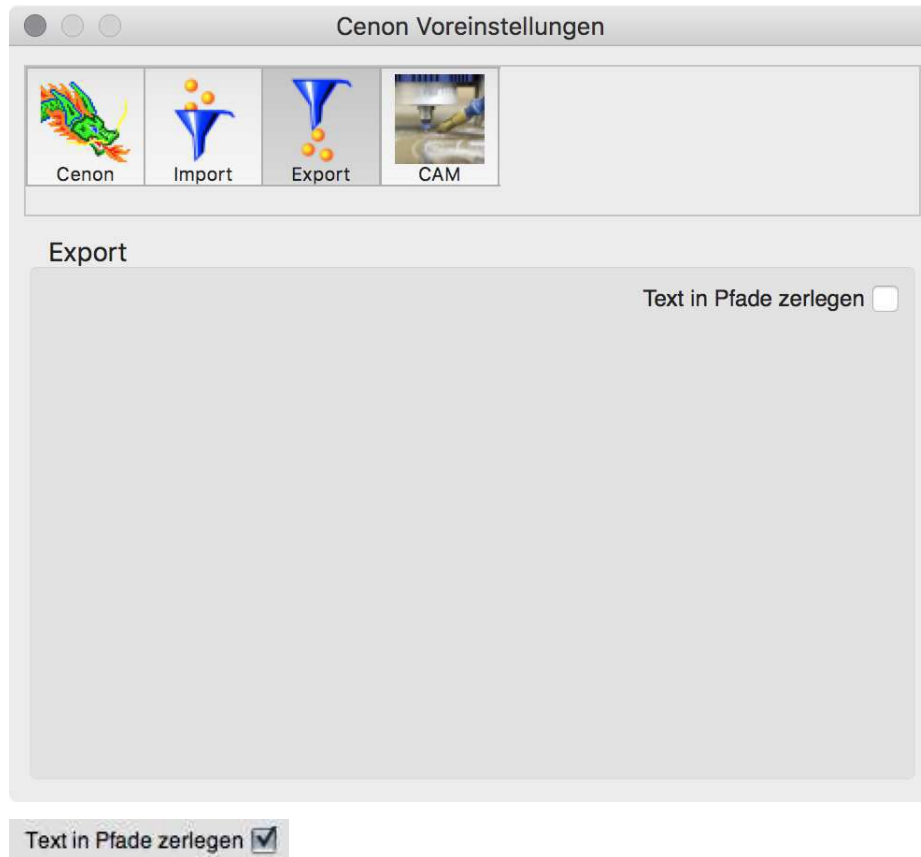 Cenon Voreinstellungen
Cenon Import Export CAM
Export
Text in Pfade zerlegen
Text in Pfade zerlegen